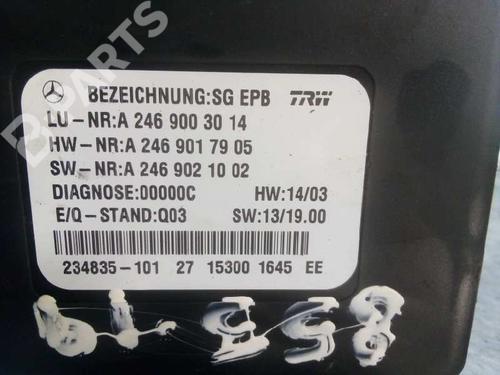 BEZEICHNUNG:SG EPB TRW
LU-NR:A 246 900 30 14
HW-NR:A 246 901 79 05
SW-NR:A 246 902 10 02
DIAGNOSE:00000C HW:14/03
E/Q-STAND:Q03 SW:13/19.00
234835-101 27 15300 1645 EE